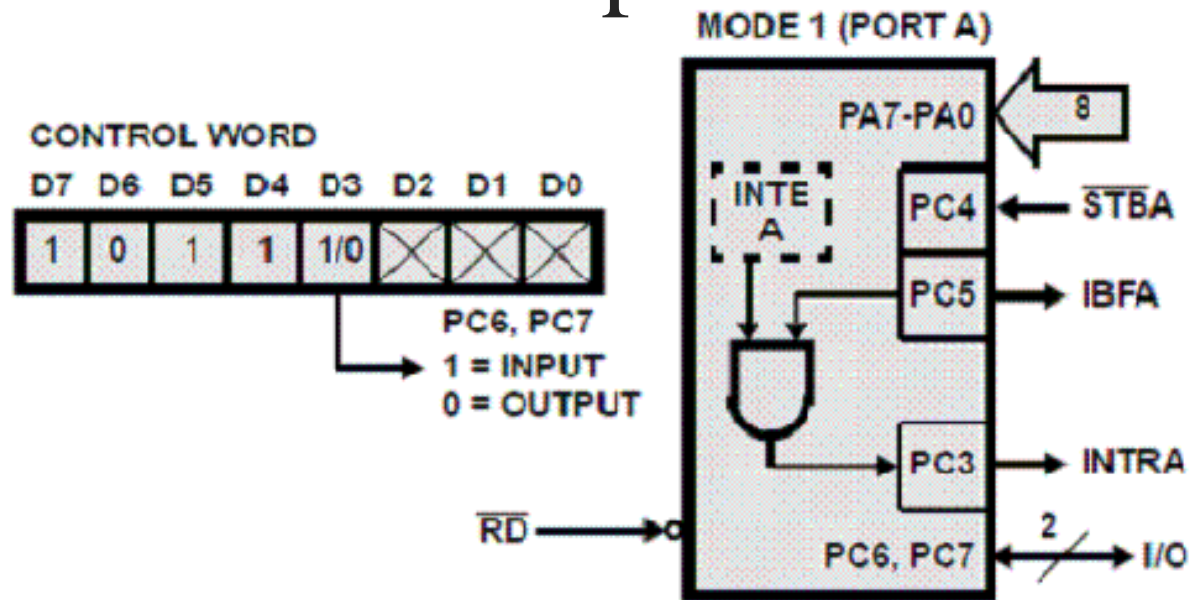 MODE 1 (PORT A)
CONTROL WORD
D7 D6 D5 D4 D3 D2 D1 D0
1 0 1 1 1/0
PC6, PC7
1 = INPUT
0 = OUTPUT
PA7-PA0
8
INTE
A
PC4
STBA
PC5
IBFA
PC3
INTRA
RD
PC6, PC7
2
I/O